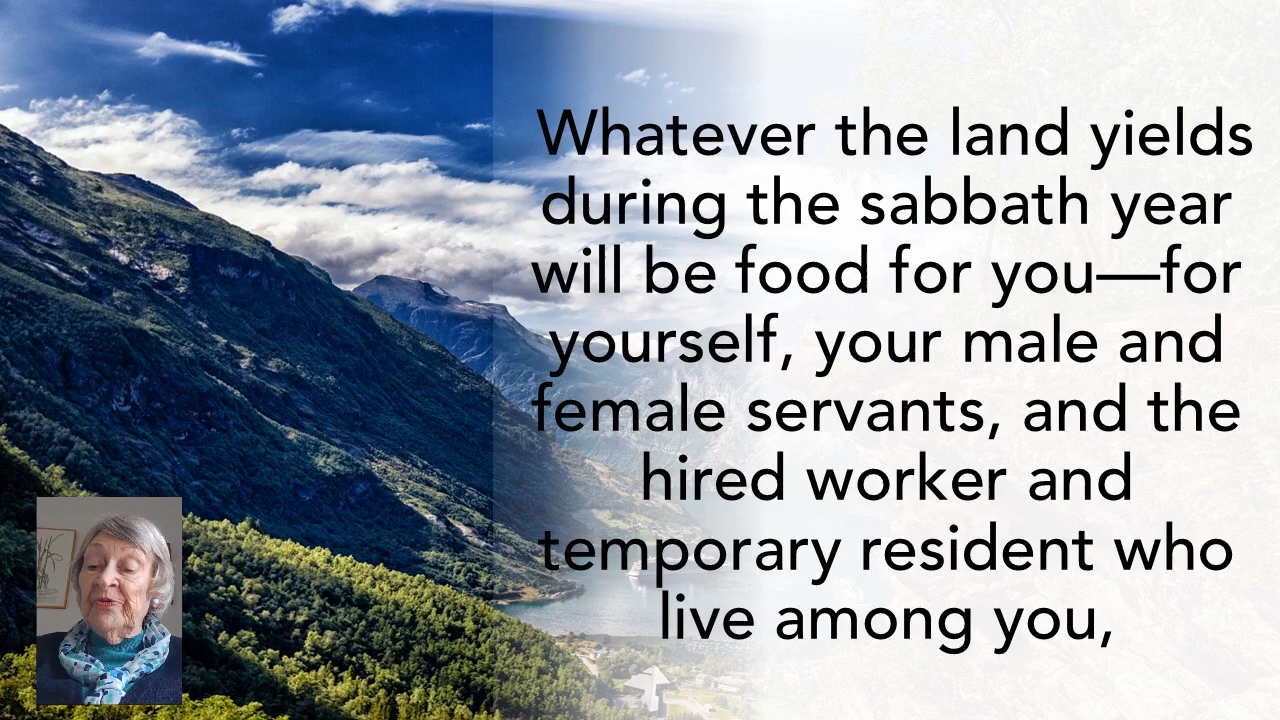 Whatever the land yields
during the sabbath year
will be food for you—for
yourself, your male and
female servants, and the
hired worker and
temporary resident who
live among you,